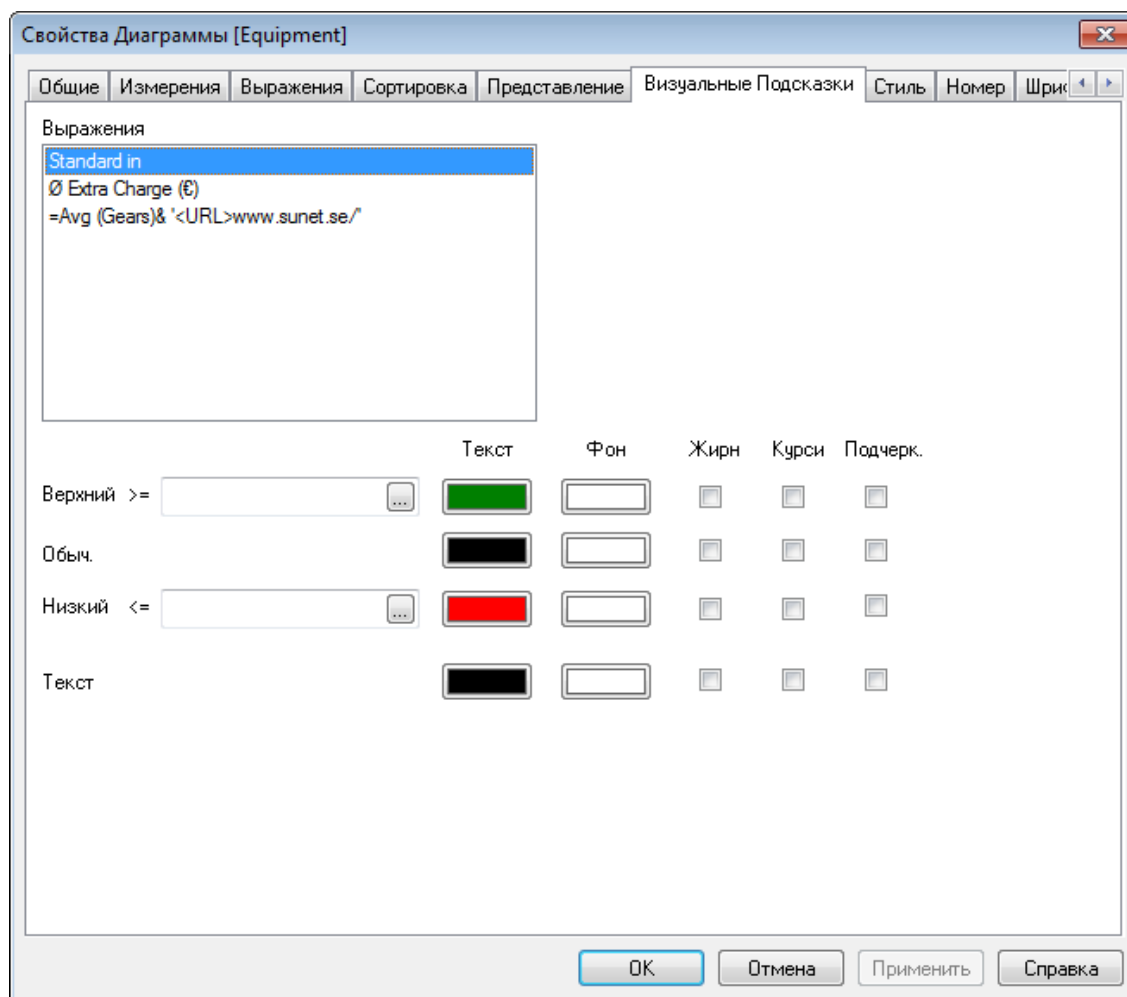 Свойства Диаграммы [Equipment]
Общие Измерения Выражения Сортировка Представление Визуальные Подсказки Стиль Номер Шриф
Выражения
Standard in
Ø Extra Charge (€)
=Avg (Gears)& '<URL>www.sunet.se/'
Текст Фон Жирн Курси Подчерк.
Верхний >= ...
Обыч.
Низкий <= ...
Текст
OK Отмена Применить Справка